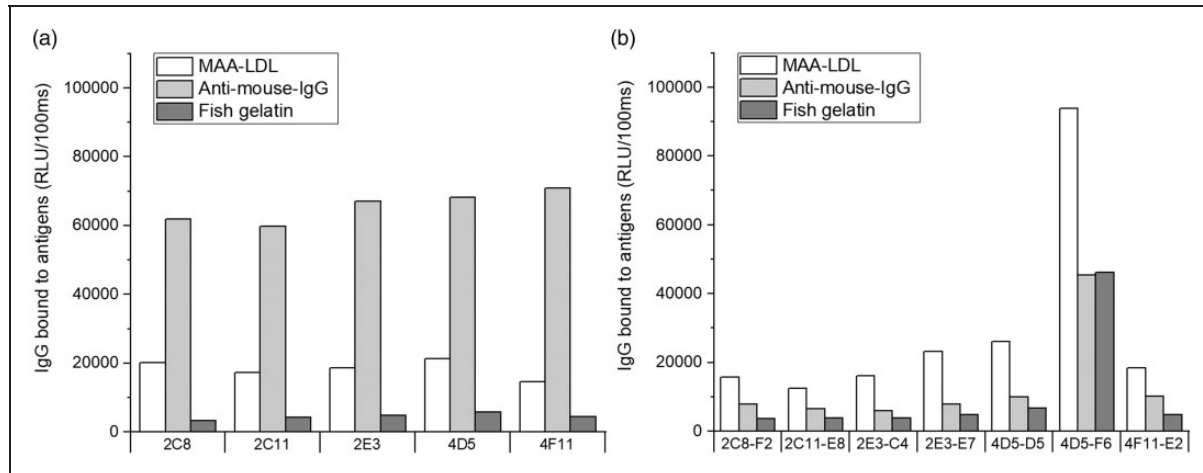 (a)
MAA-LDL
Anti-mouse-IgG
Fish gelatin
IgG bound to antigens (RLU/100ms)
100000
80000
60000
40000
20000
0
2C8 2C11 2E3 4D5 4F11
(b)
MAA-LDL
Anti-mouse-IgG
Fish gelatin
IgG bound to antigens (RLU/100ms)
100000
80000
60000
40000
20000
0
2C8-F2 2C11-E8 2E3-C4 2E3-E7 4D5-D5 4D5-F6 4F11-E2